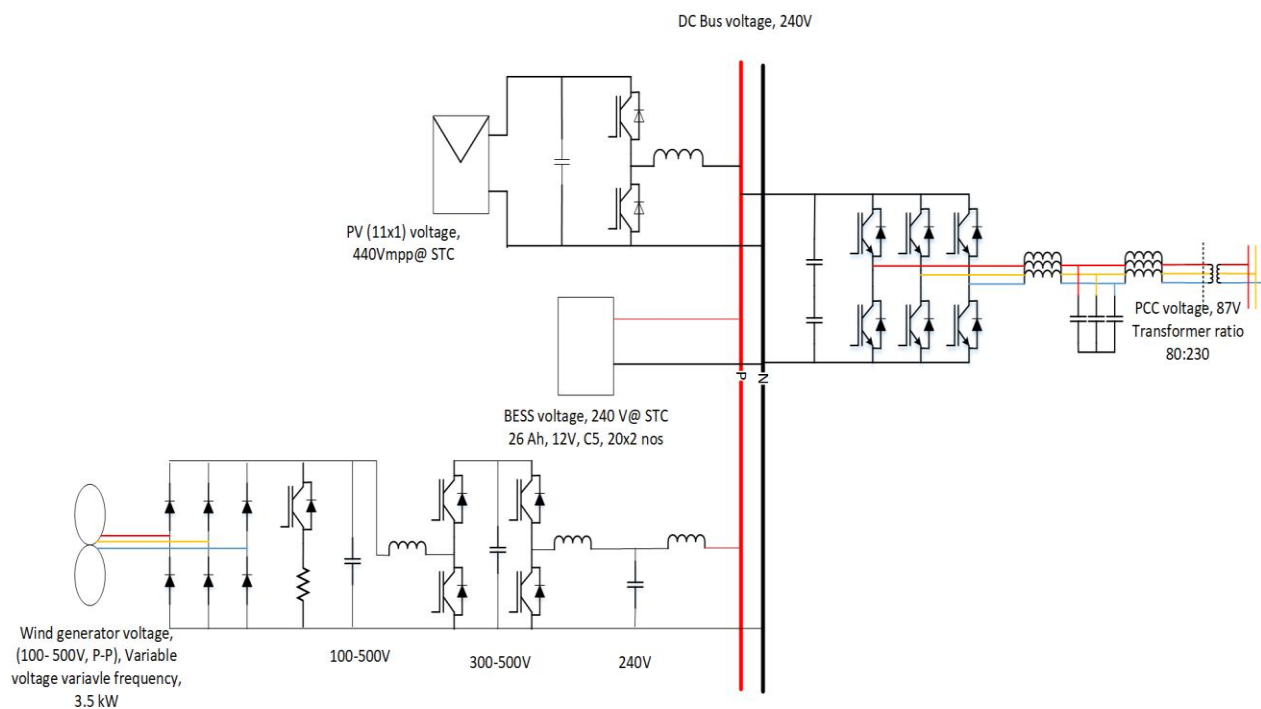 DC Bus voltage, 240V
PV (11x1) voltage,
440Vmpp@ STC
PCC voltage, 87V
Transformer ratio
80:230
P
N
BESS voltage, 240 V@ STC
26 Ah, 12V, C5, 20x2 nos
Wind generator voltage,
(100- 500V, P-P), Variable
voltage variavle frequency,
3.5 kW
100-500V
300-500V
240V